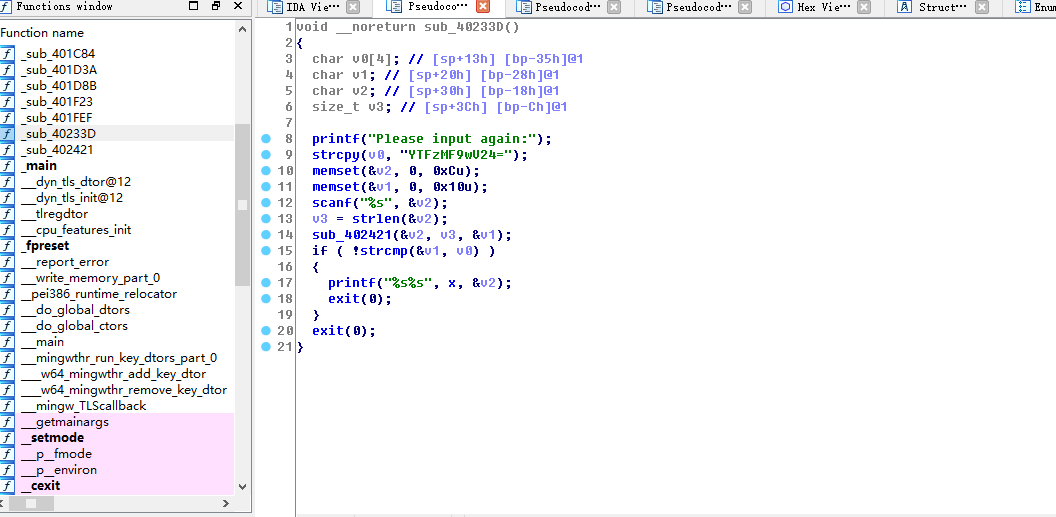 Functions window
Function name
_sub_401C84
_sub_401D3A
_sub_401D8B
_sub_401F23
_sub_401FEF
_sub_40233D
_sub_402421
_main
___dyn_tls_dtor@12
___dyn_tls_init@12
___tlregdtor
___cpu_features_init
_fpreset
___report_error
___write_memory_part_0
__pei386_runtime_relocator
___do_global_dtors
___do_global_ctors
___main
___mingwthr_run_key_dtors_part_0
____w64_mingwthr_add_key_dtor
____w64_mingwthr_remove_key_dtor
___mingw_TLScallback
___getmainargs
__setmode
___p__fmode
___p__environ
__cexit
IDA Vie⋯
Pseudoco⋯
Pseudocod⋯
Pseudocod⋯
Hex Vie⋯
Struct⋯
Enu
1 void __noreturn sub_40233D()
2 {
3 char v0[4]; // [sp+13h] [bp-35h]@1
4 char v1; // [sp+20h] [bp-28h]@1
5 char v2; // [sp+30h] [bp-18h]@1
6 size_t v3; // [sp+3Ch] [bp-Ch]@1
7
8 printf("Please input again:");
9 strcpy(v0, "YTFzMF9wV24=");
10 memset(&v2, 0, 0xCu);
11 memset(&v1, 0, 0x10u);
12 scanf("%s", &v2);
13 v3 = strlen(&v2);
14 sub_402421(&v2, v3, &v1);
15 if ( !strcmp(&v1, v0) )
16 {
17 printf("%s%s", x, &v2);
18 exit(0);
19 }
20 exit(0);
21 }